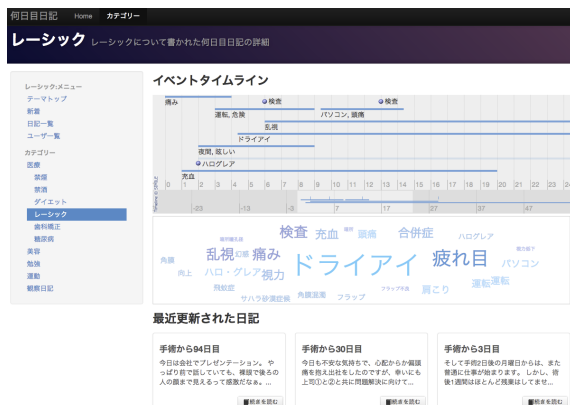 何日目日記 Home カテゴリー
レーシック レーシックについて書かれた何日目日記の詳細
レーシック:メニュー
テーマトップ
新着
日記一覧
ユーザー覧
カテゴリー
医療
禁煙
禁酒
ダイエット
レーシック
歯科矯正
糖尿病
美容
勉強
運動
観察日記
イベントタイムライン
痛み 検査 検査
運転, 危険 パソコン, 頭痛
乱視
ドライアイ
夜間, 眩しい
ハログレア
充血
0 1 2 3 4 5 6 7 8 9 10 11 12 13 14 15 16 17 18 19 20 21 22 23 24
-23 -13 -3 7 17 27 37 47
検査 充血 頭痛 合併症 ハログレア
乱視 幻惑 痛み
角膜 ドライアイ 疲れ目 パソコン
向上 ハロ・グレア 視力
飛蚊症 角膜混濁 フラップ 肩こり 運転 運転
サハラ砂漠症候
最近更新された日記
手術から94日目
今日は会社でプレゼンテーション。 や
っぱり前で話していても、裸眼で後ろの
人の顔まで見えるって感激だなぁ。...
続きを読む
手術から30日目
今日も不安な気持ちで、心配からか偏頭
痛を抱え出社をしたのですが、幸いにも
上司①と②と共に問題解決に向けて...
続きを読む
手術から3日目
そして手術2日後の月曜日からは、また
普通に仕事が始まります。 しかし、術
後1週間はほとんど残業はしてませ...
続きを読む